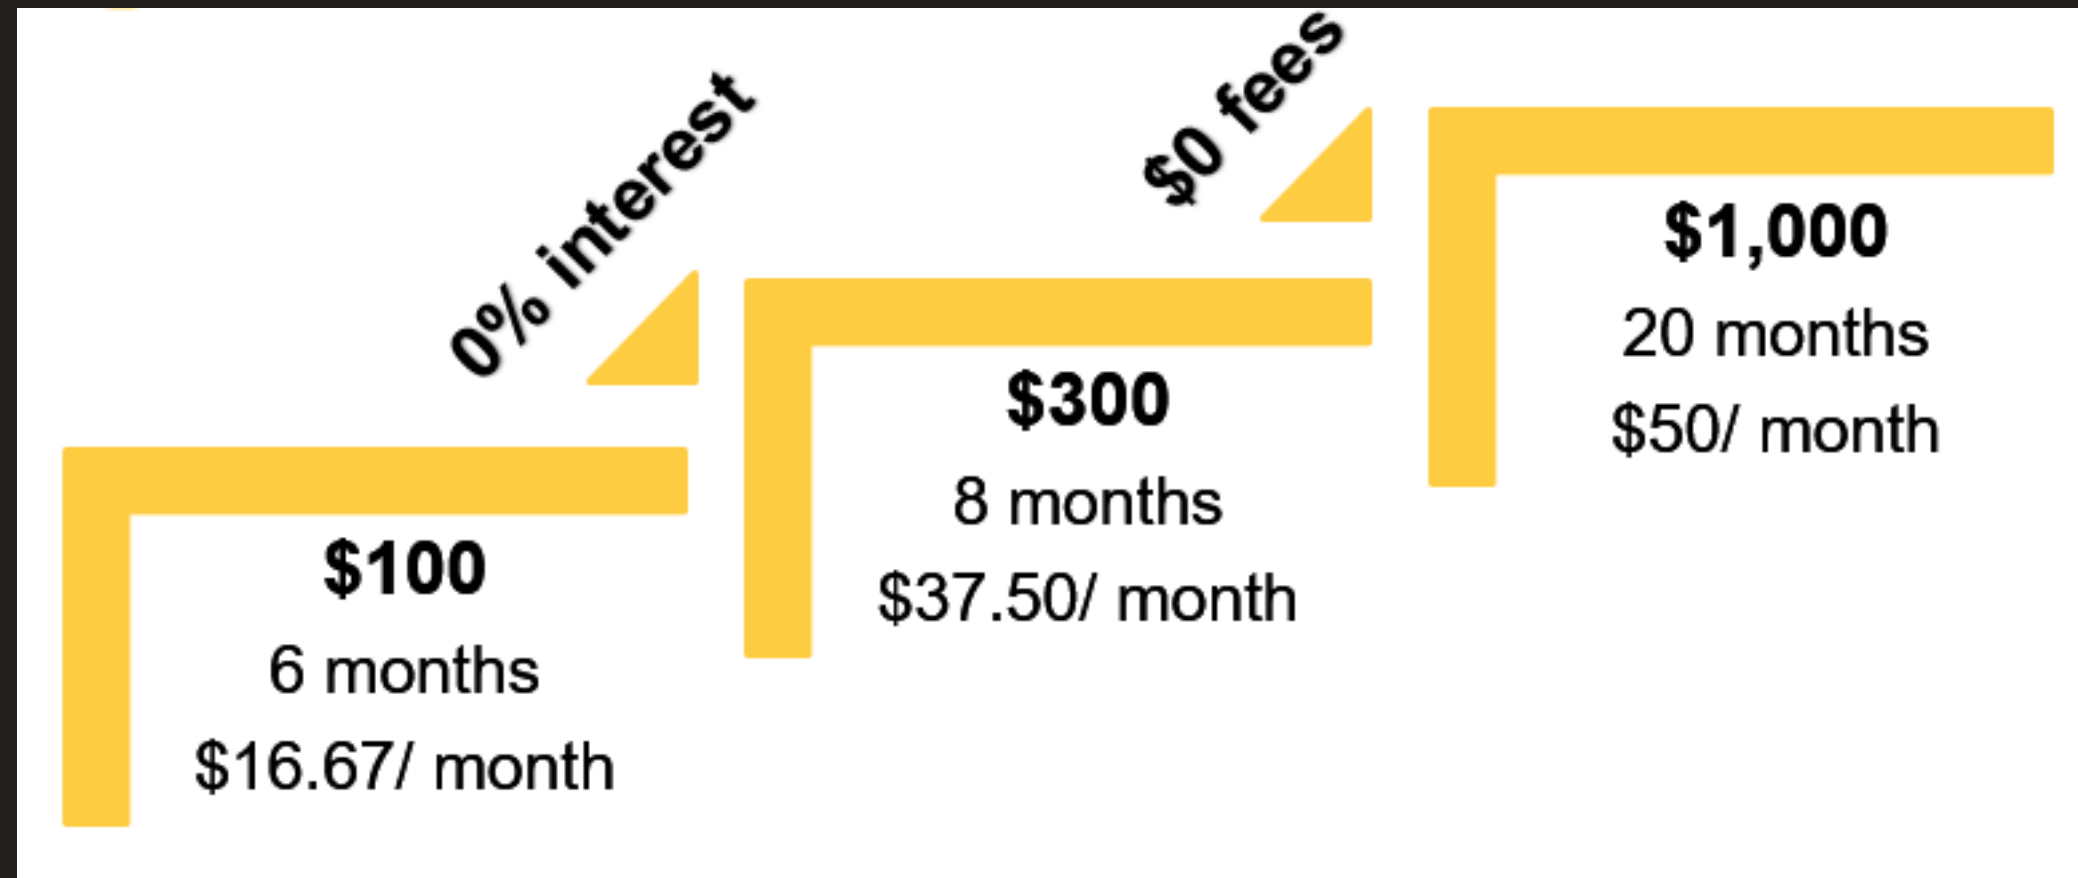 0% interest
$0 fees
$100
6 months
$16.67/ month
$300
8 months
$37.50/ month
$1,000
20 months
$50/ month